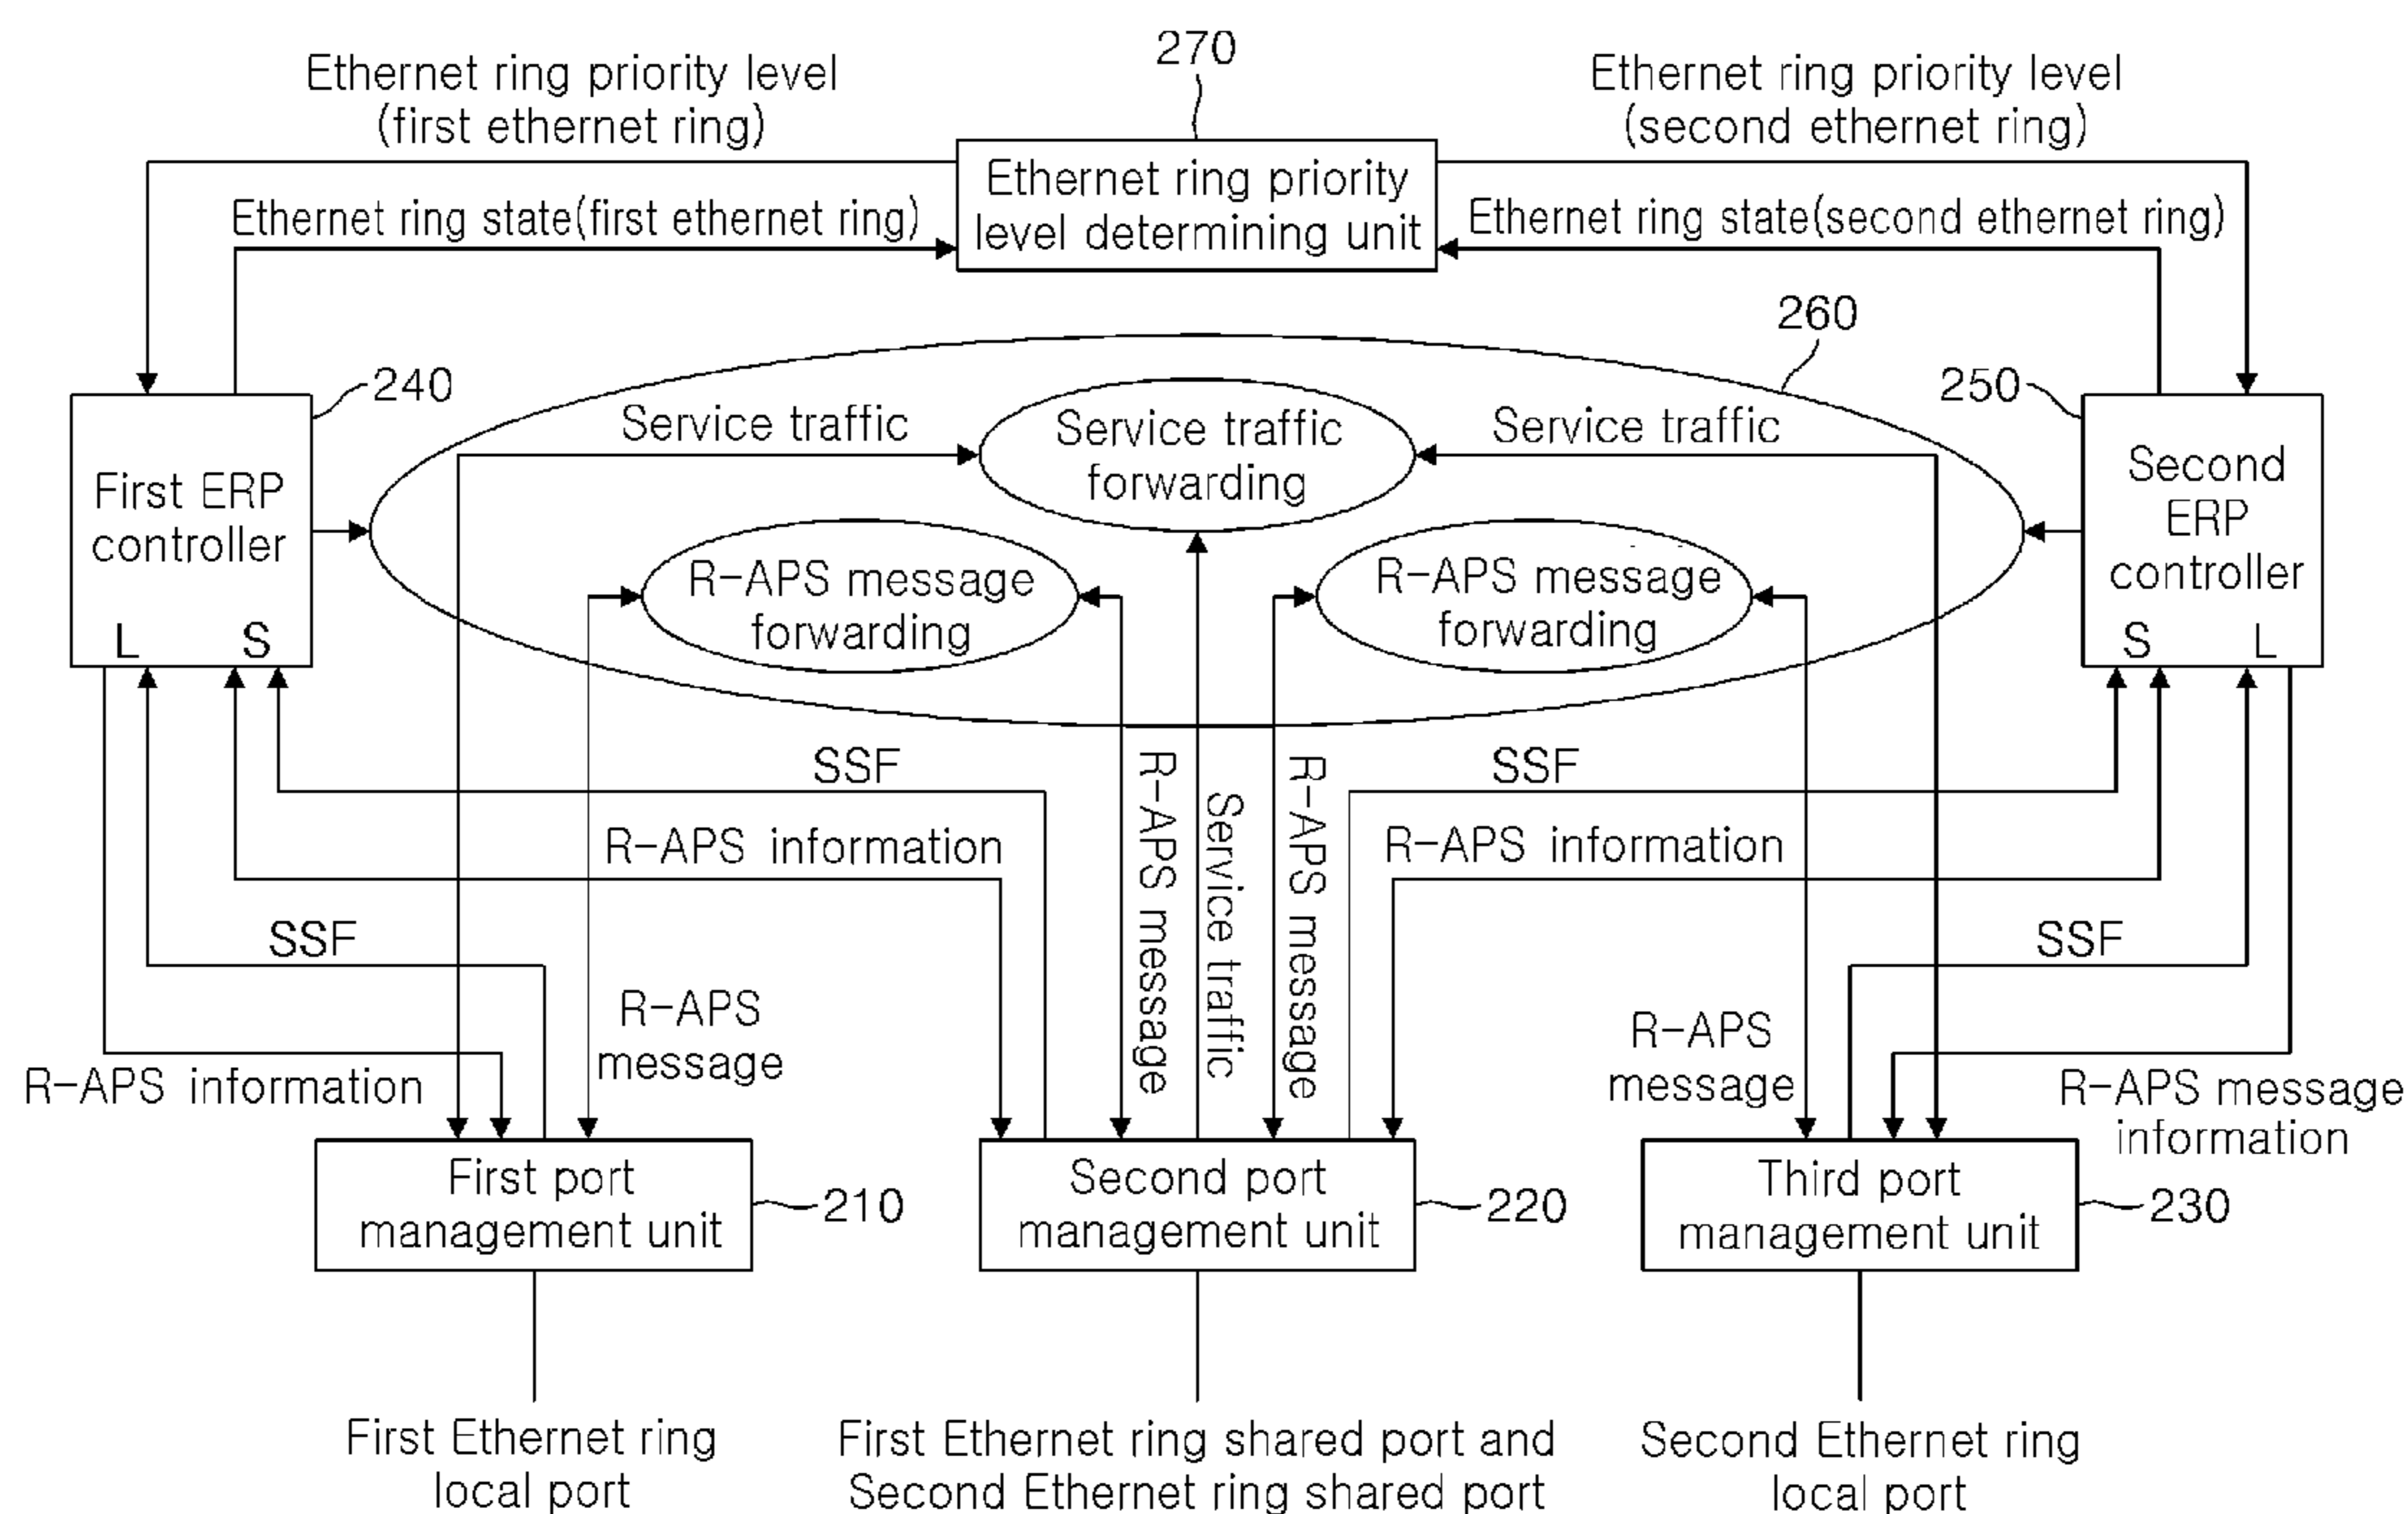 270
Ethernet ring priority level
(first ethernet ring)
Ethernet ring priority level
(second ethernet ring)
Ethernet ring priority
level determining unit
Ethernet ring state(first ethernet ring)
Ethernet ring state(second ethernet ring)
260
240
250
Service traffic
Service traffic
forwarding
Service traffic
First ERP
controller
L S
Second
ERP
controller
S L
R-APS message
forwarding
R-APS message
forwarding
SSF
SSF
R-APS message
Service traffic
R-APS message
R-APS information
R-APS information
SSF
SSF
R-APS
message
R-APS
message
R-APS information
R-APS message
information
First port
management unit
210
Second port
management unit
220
Third port
management unit
230
First Ethernet ring
local port
First Ethernet ring shared port and
Second Ethernet ring shared port
Second Ethernet ring
local port